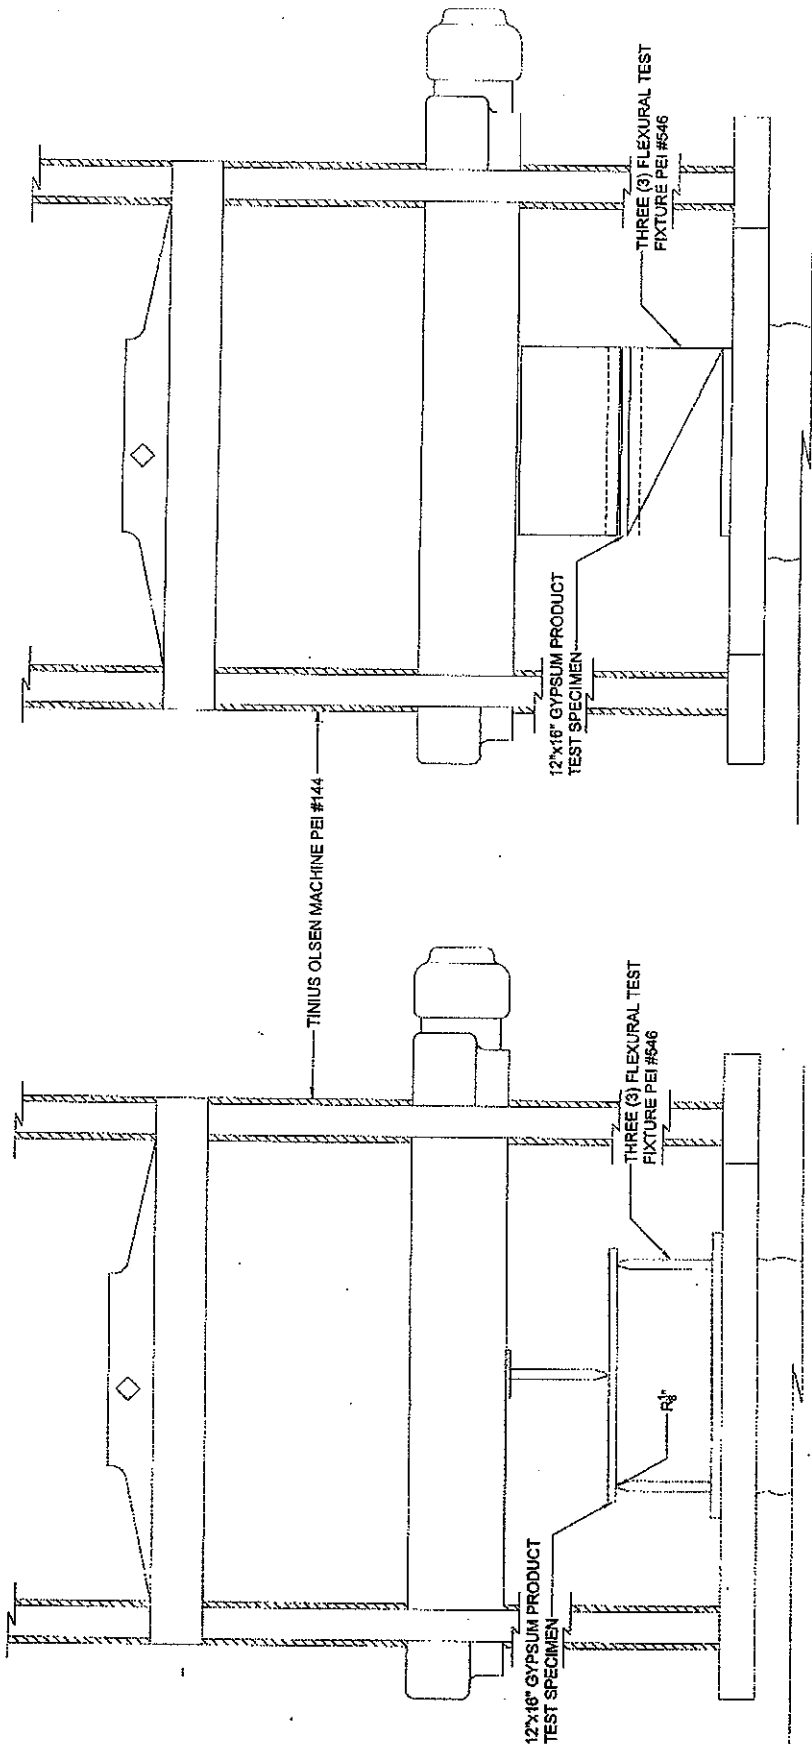 THREE (3) FLEXURAL TEST
FIXTURE PEI #546
12"x16" GYPSUM PRODUCT
TEST SPECIMEN
TINIUS OLSEN MACHINE PEI #144
THREE (3) FLEXURAL TEST
FIXTURE PEI #546
R1/8"
12"x16" GYPSUM PRODUCT
TEST SPECIMEN